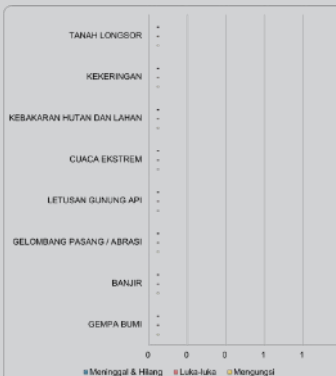 TANAH LONGSOR
-
-
-
KEKERINGAN
-
-
-
KEBAKARAN HUTAN DAN LAHAN
-
-
-
CUACA EKSTREM
-
-
-
LETUSAN GUNUNG API
-
-
-
GELOMBANG PASANG / ABRASI
-
-
-
BANJIR
-
-
-
GEMPA BUMI
-
-
-
0 0 0 1 1
Meninggal & Hilang Luka-luka Mengungsi